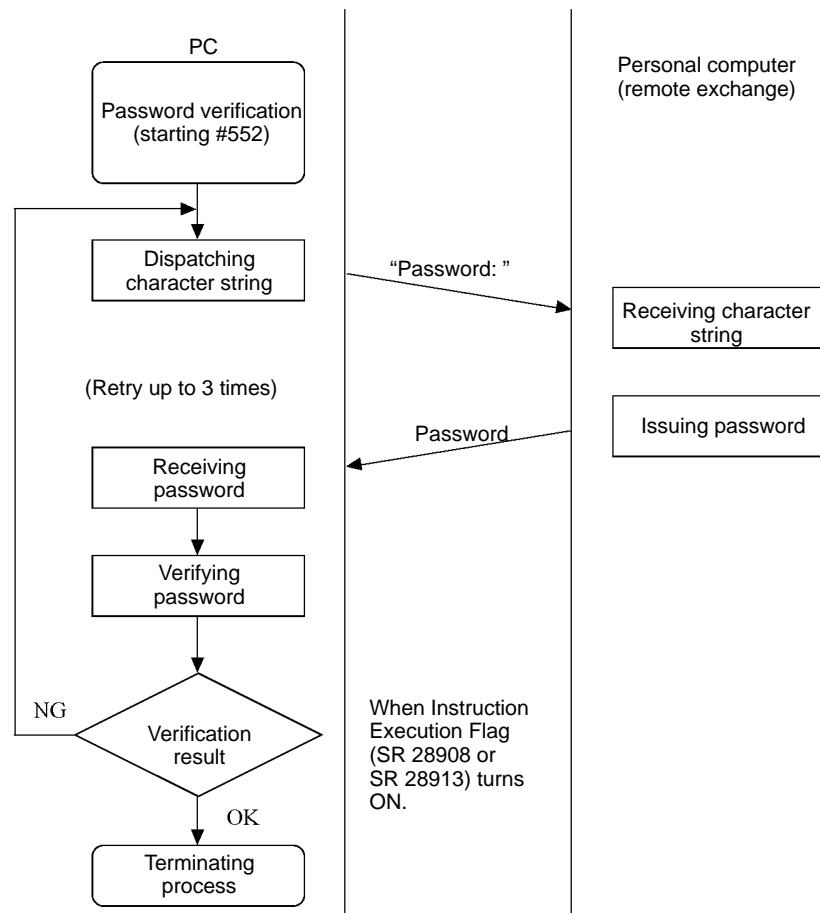 PC
Personal computer
(remote exchange)
Password verification
(starting #552)
Dispatching
character string
“Password: ”
Receiving character
string
(Retry up to 3 times)
Issuing password
Password
Receiving
password
Verifying
password
NG
Verification
result
When Instruction
Execution Flag
(SR 28908 or
SR 28913) turns
ON.
OK
Terminating
process